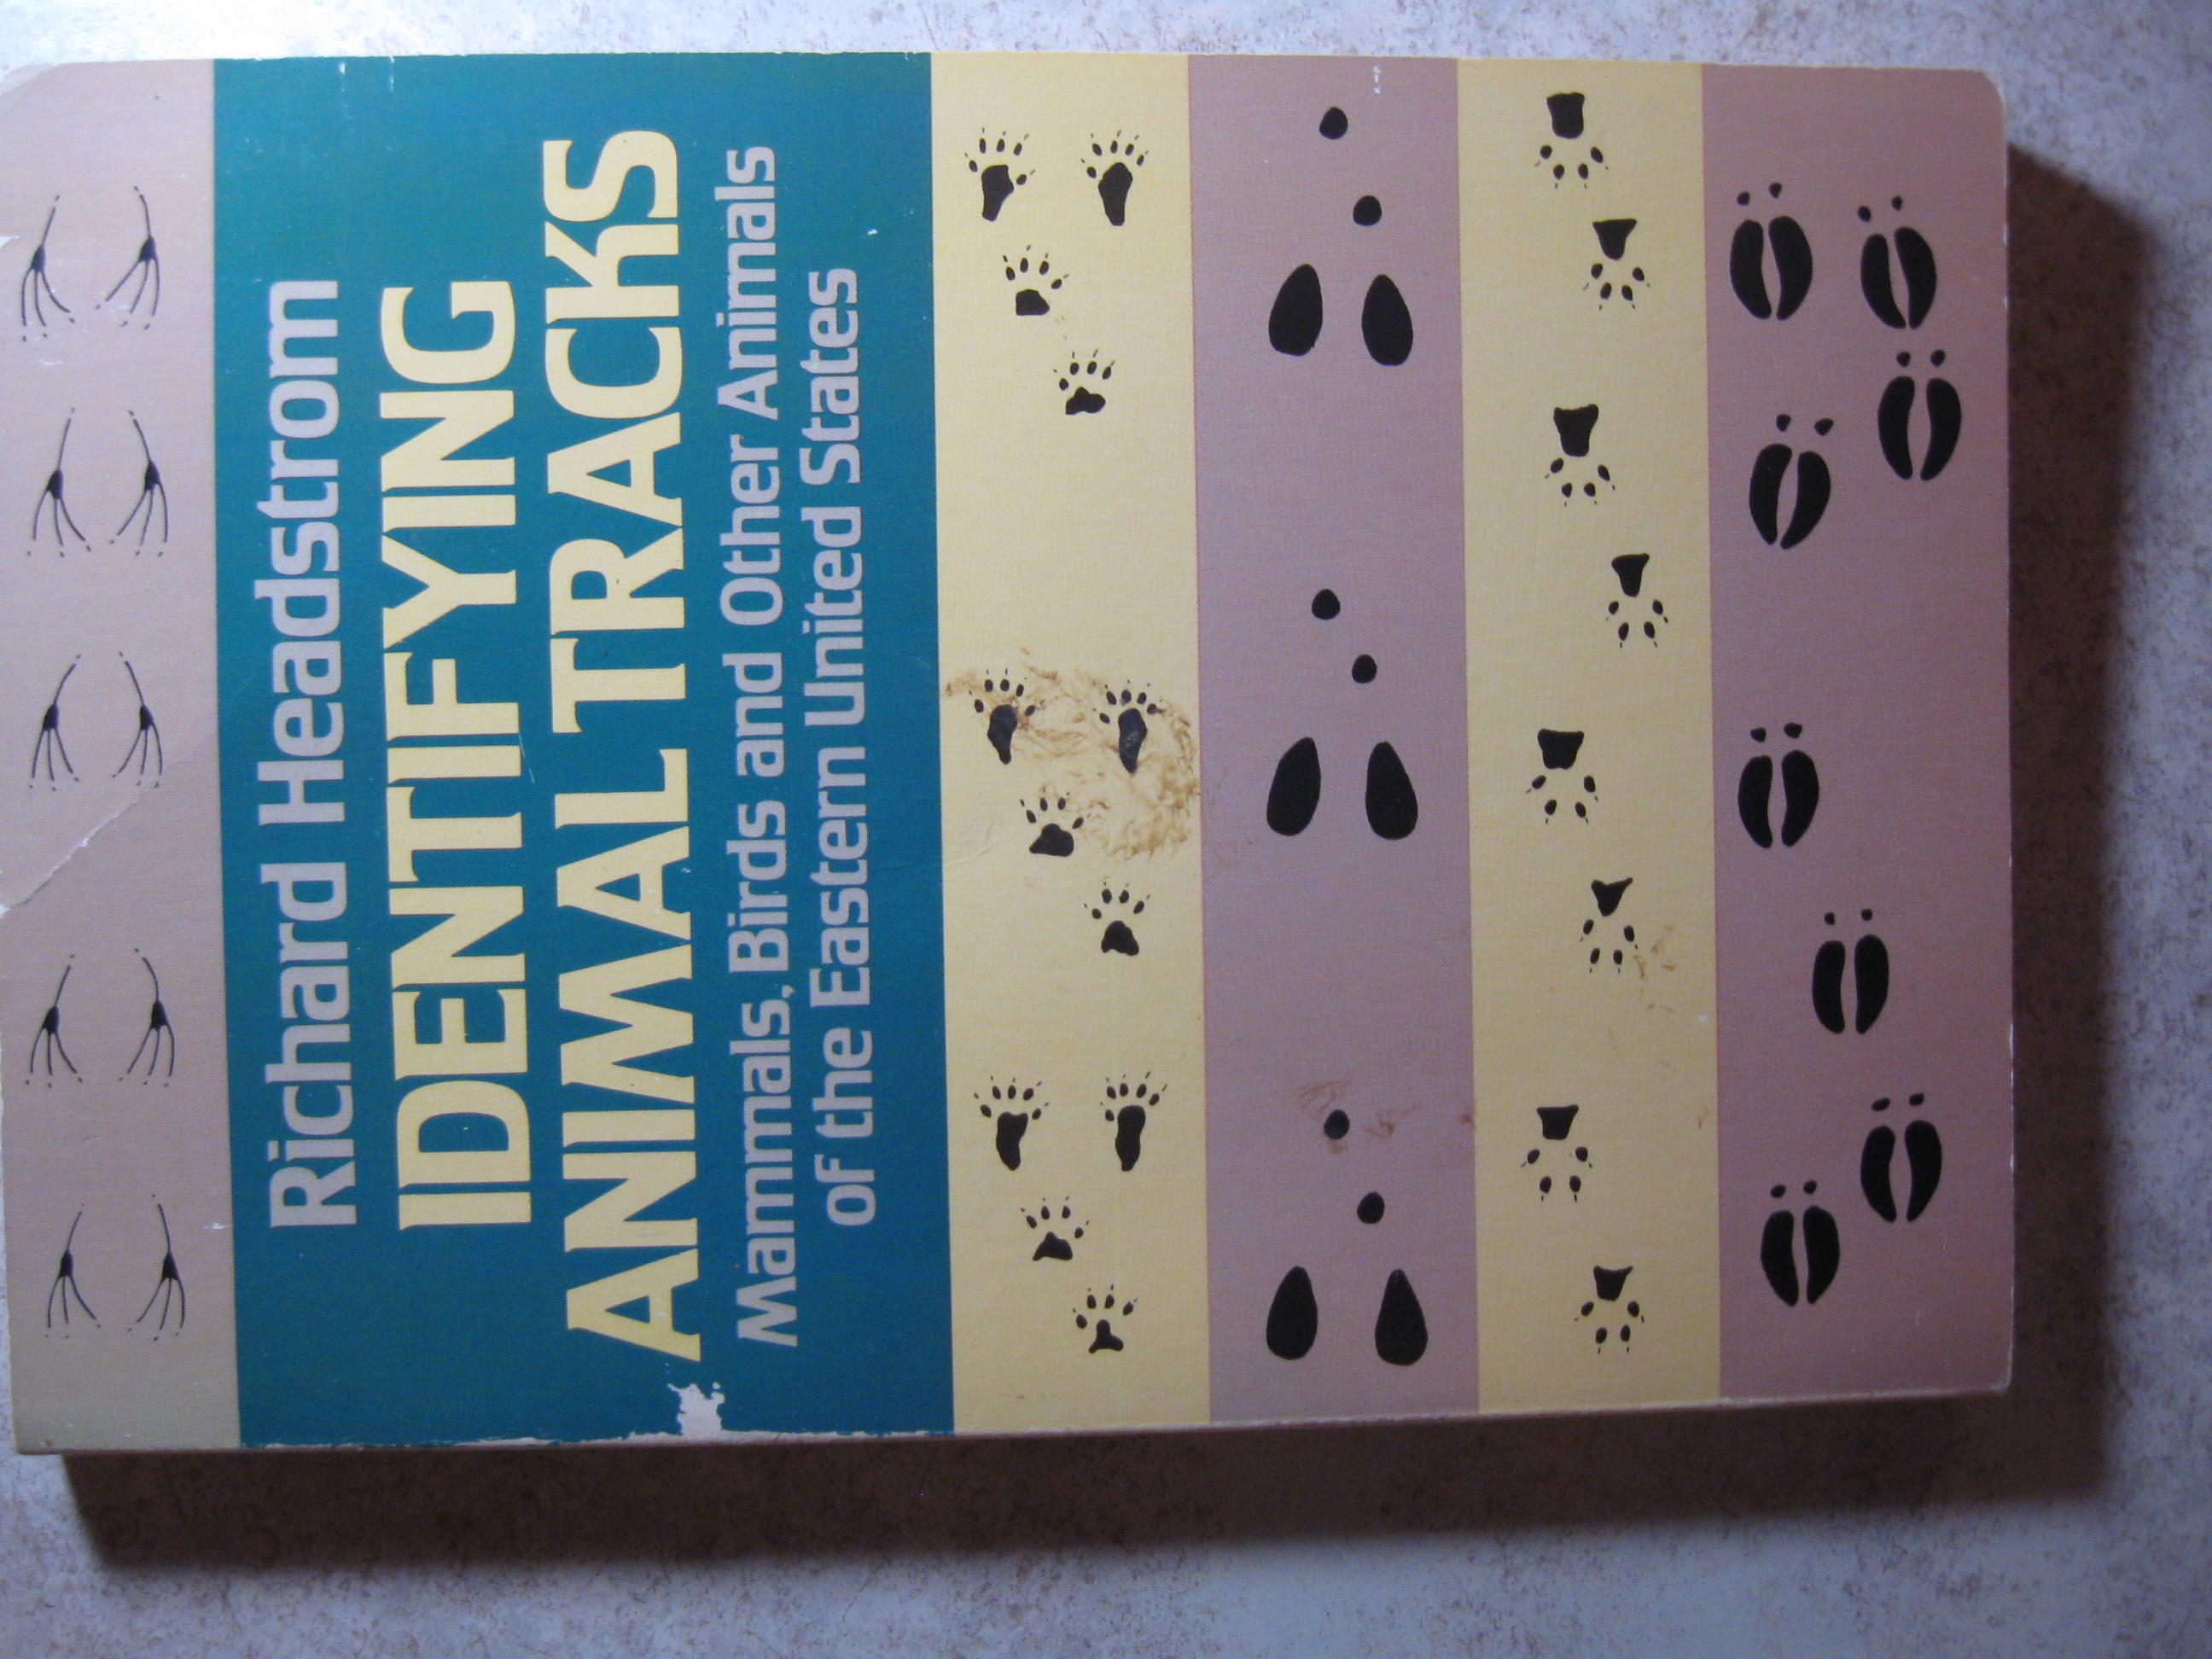 Richard Headstrom
IDENTIFYING
ANIMAL TRACKS
Mammals, Birds and Other Animals
of the Eastern United States